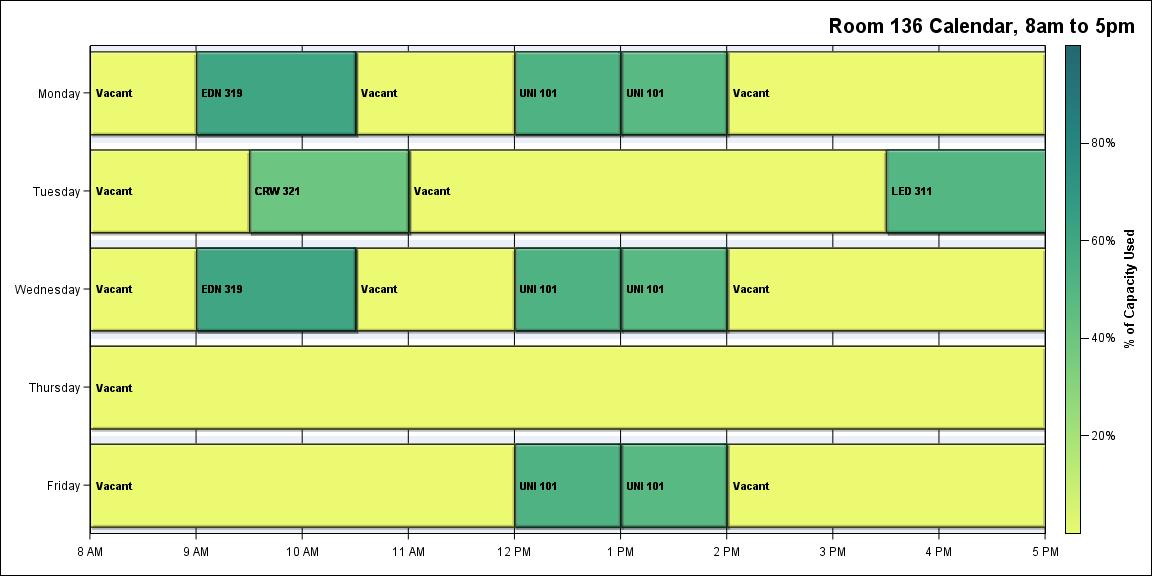 Room 136 Calendar, 8am to 5pm
Monday
Vacant
EDN 319
Vacant
UNI 101
UNI 101
Vacant
Tuesday
Vacant
CRW 321
Vacant
LED 311
Wednesday
Vacant
EDN 319
Vacant
UNI 101
UNI 101
Vacant
Thursday
Vacant
Friday
Vacant
UNI 101
UNI 101
Vacant
8 AM
9 AM
10 AM
11 AM
12 PM
1 PM
2 PM
3 PM
4 PM
5 PM
80%
60%
40%
20%
% of Capacity Used